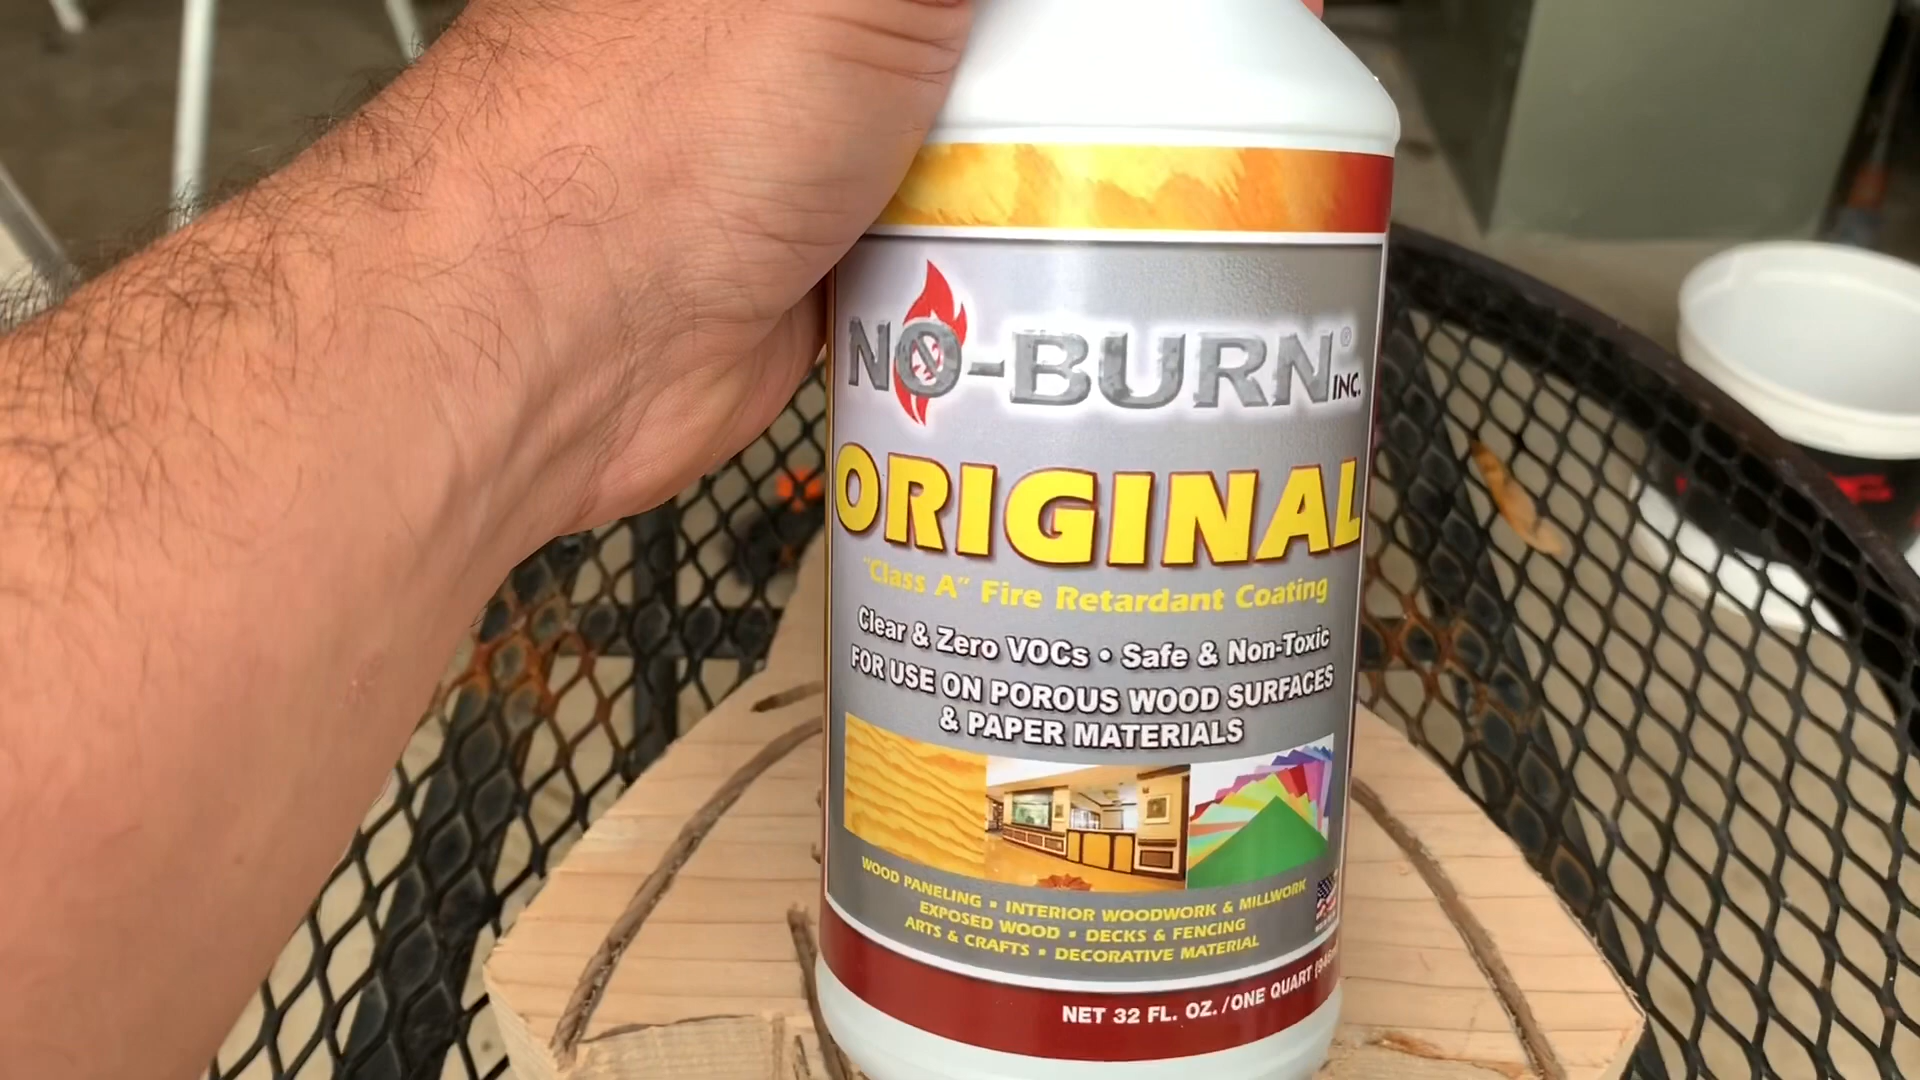 NO-BURN® INC.
ORIGINAL
"Class A" Fire Retardant Coating
Clear & Zero VOCs • Safe & Non-Toxic
FOR USE ON POROUS WOOD SURFACES
& PAPER MATERIALS
WOOD PANELING ▪ INTERIOR WOODWORK & MILLWORK
EXPOSED WOOD ▪ DECKS & FENCING
ARTS & CRAFTS ▪ DECORATIVE MATERIAL
NET 32 FL. OZ. / ONE QUART